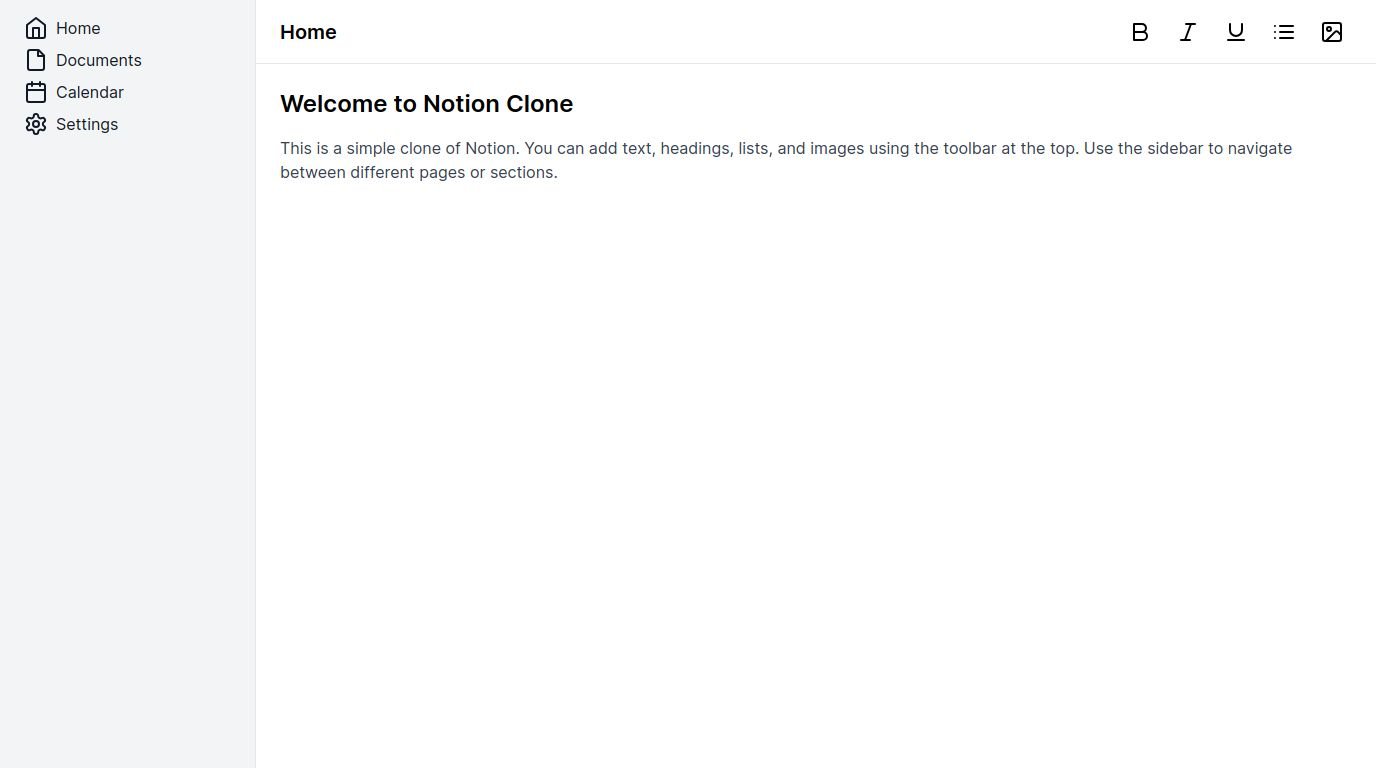 Home
Documents
Calendar
Settings
Home
Welcome to Notion Clone
This is a simple clone of Notion. You can add text, headings, lists, and images using the toolbar at the top. Use the sidebar to navigate
between different pages or sections.